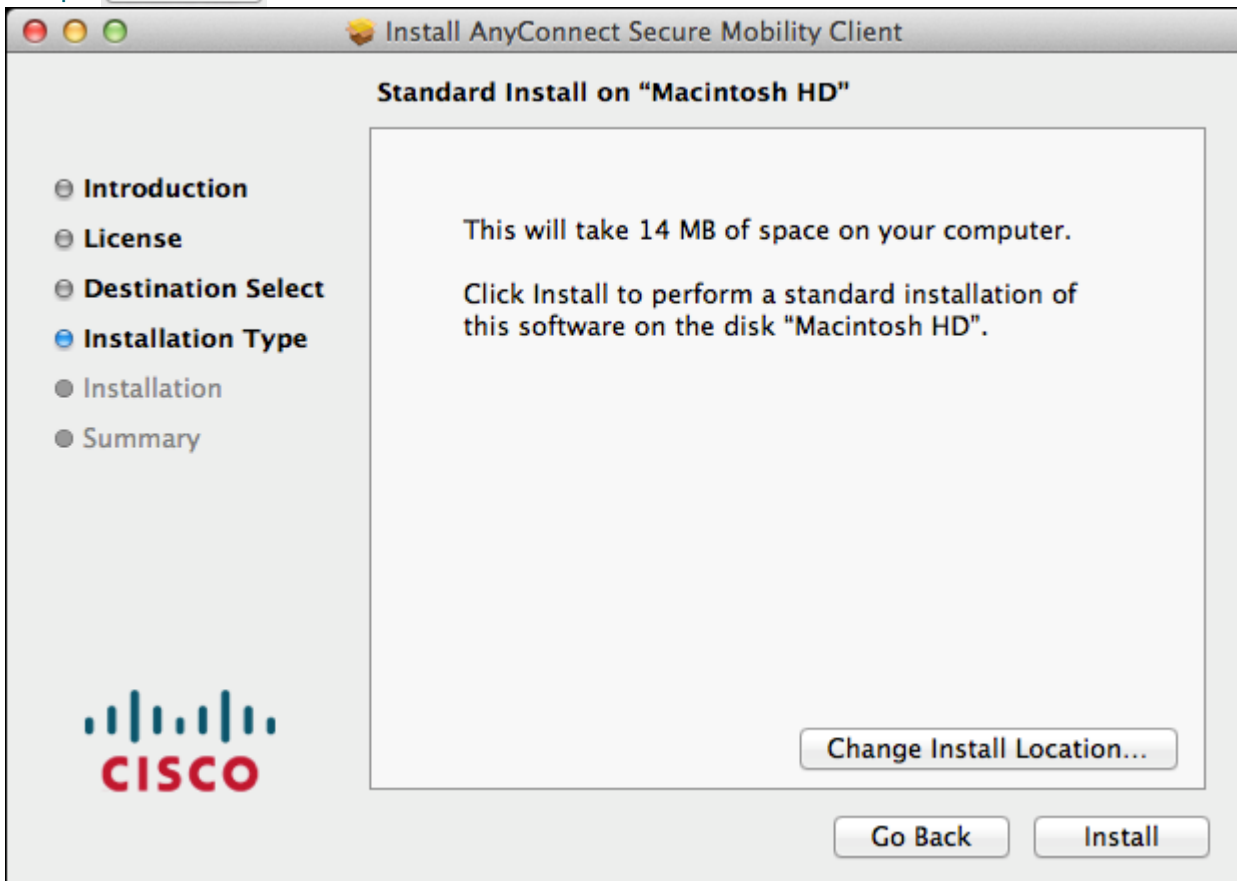 Install AnyConnect Secure Mobility Client
Standard Install on “Macintosh HD”
Introduction
License
Destination Select
Installation Type
Installation
Summary
This will take 14 MB of space on your computer.
Click Install to perform a standard installation of
this software on the disk “Macintosh HD”.
CISCO
Change Install Location...
Go Back
Install